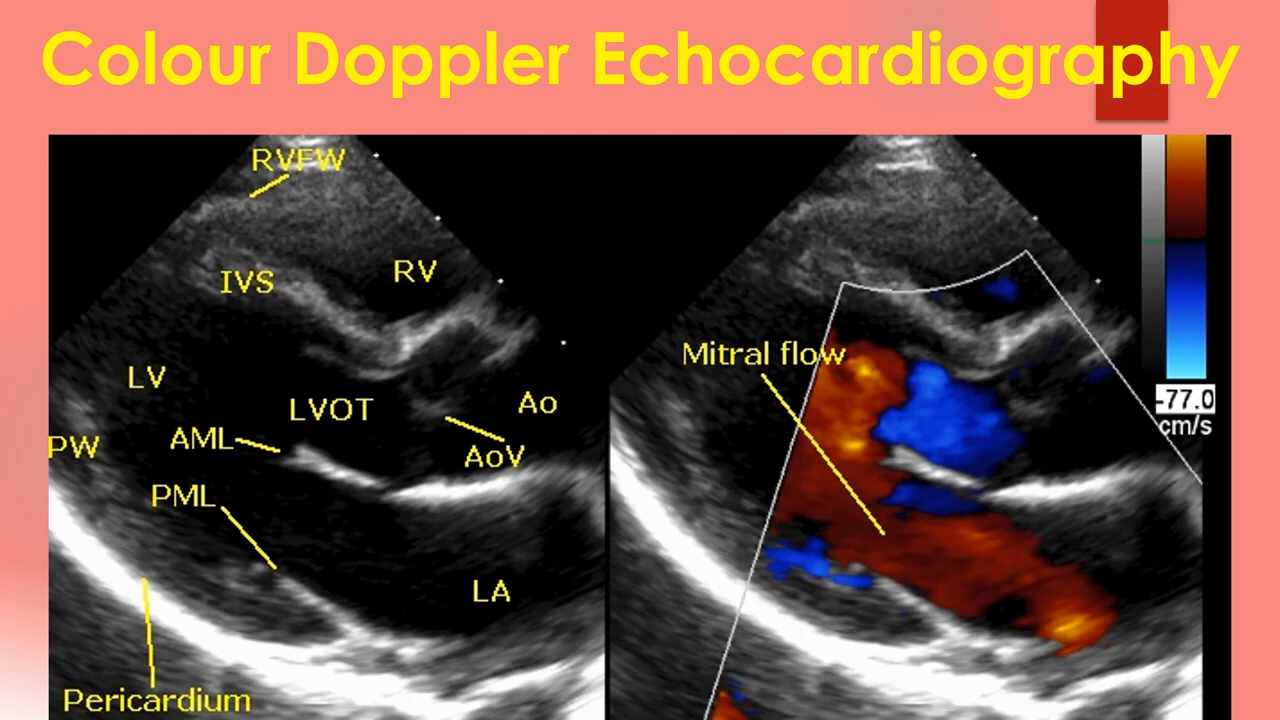 Colour Doppler Echocardiography
RVFW
IVS
RV
LV
LVOT
Ao
PW
AML
AoV
PML
LA
Pericardium
Mitral flow
-77.0
cm/s